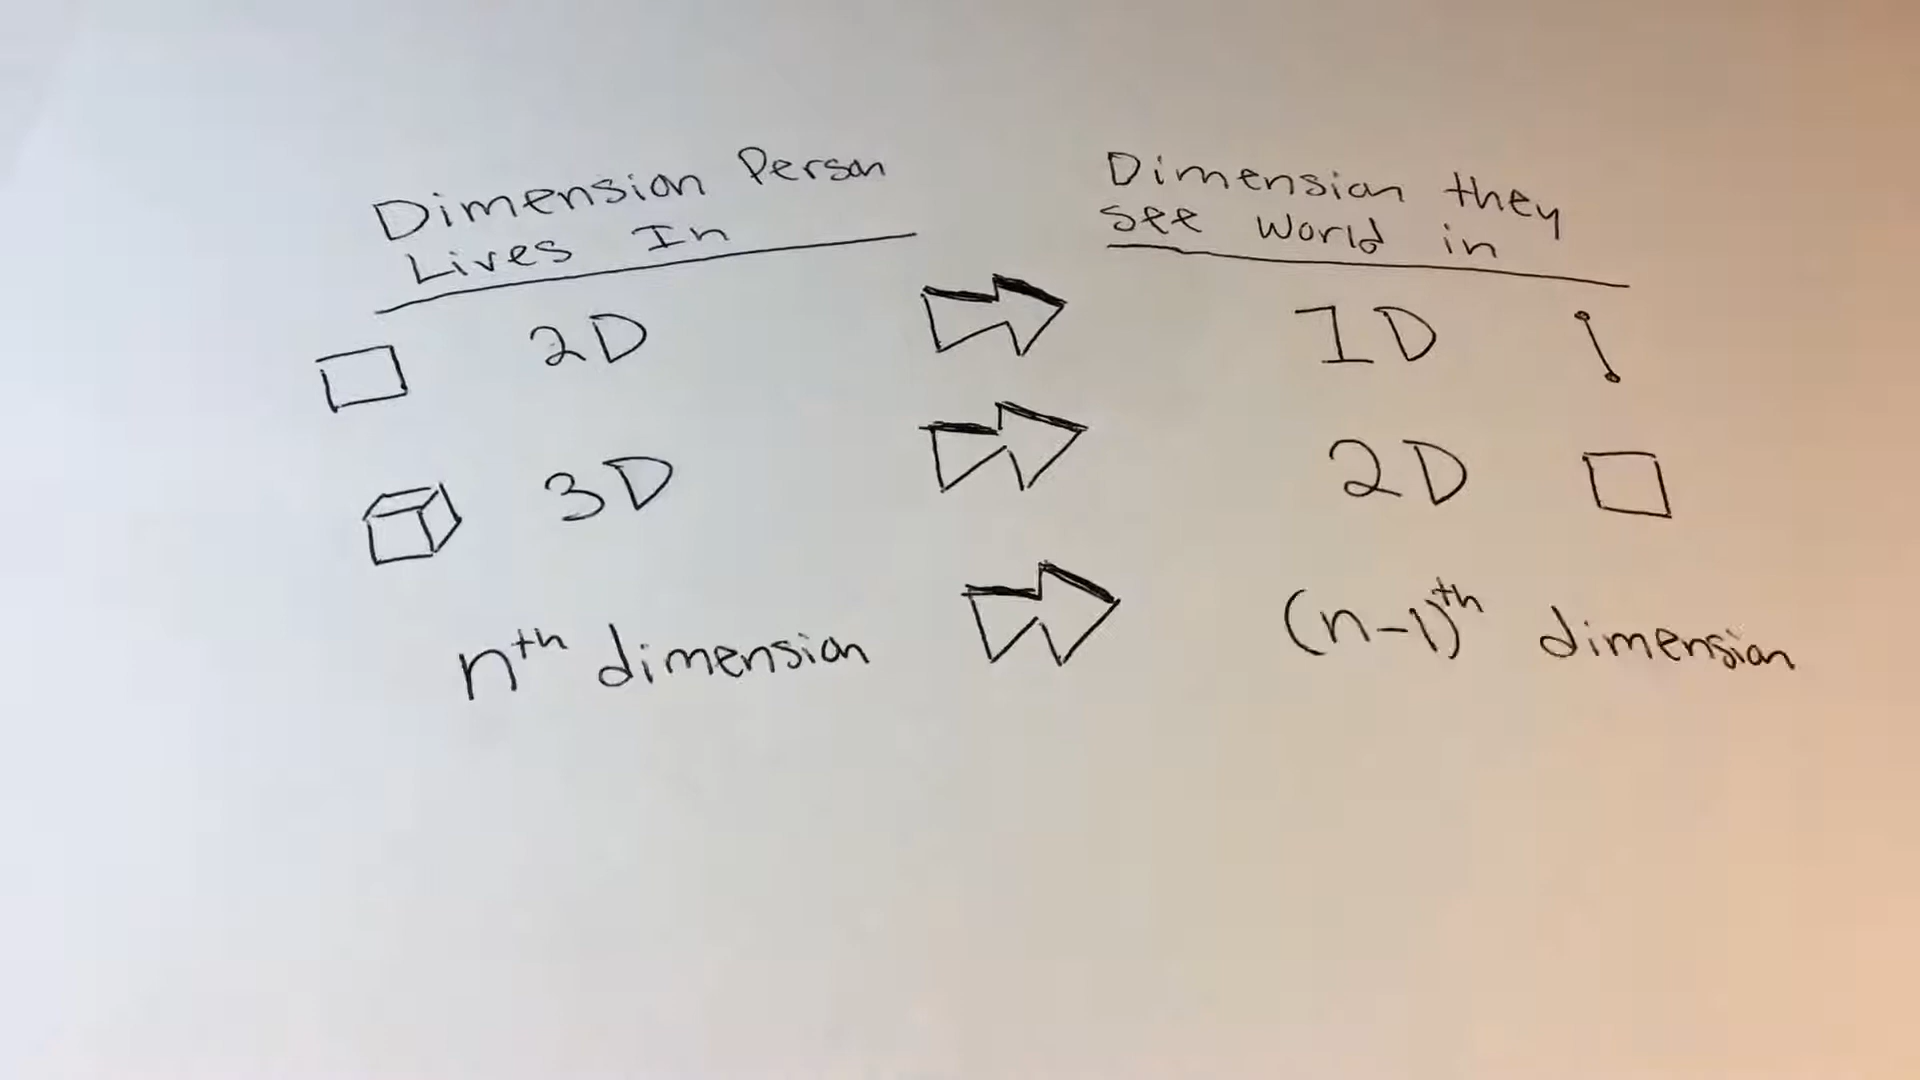 Dimension Person
Lives In
Dimension they
see World in
2D
1D
3D
2D
nth dimension
(n-1)th dimension